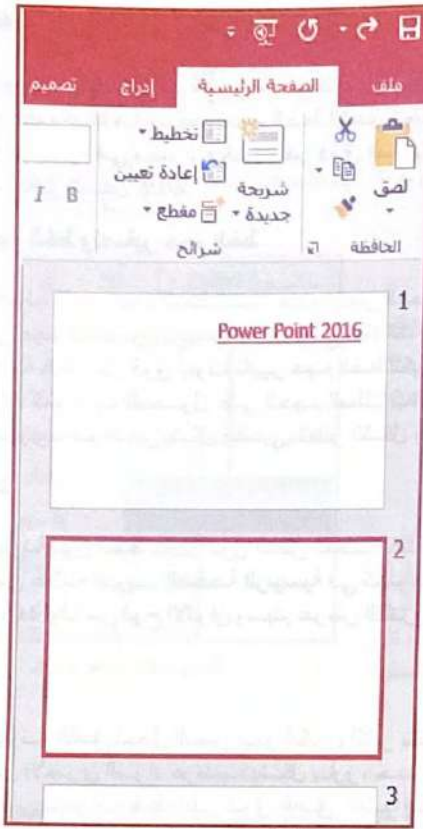 ملف الصفحة الرئيسية إدراج تصميم
لصق
شريحة جديدة
تخطيط
إعادة تعيين
مقطع
I B
الحافظة شرائح
1
Power Point 2016
2
3